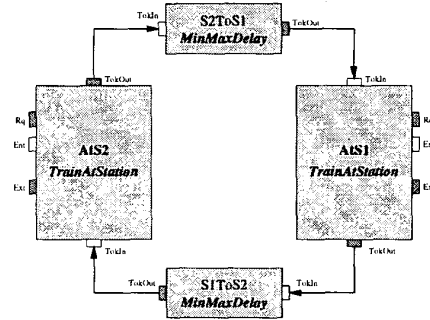 S2ToS1
MinMaxDelay
TokIn
TokOut
TokOut
TokIn
Rq
Ent
Ext
AtS2
TrainAtStation
AtS1
TrainAtStation
TokIn
TokOut
TokOut
TokIn
S1ToS2
MinMaxDelay